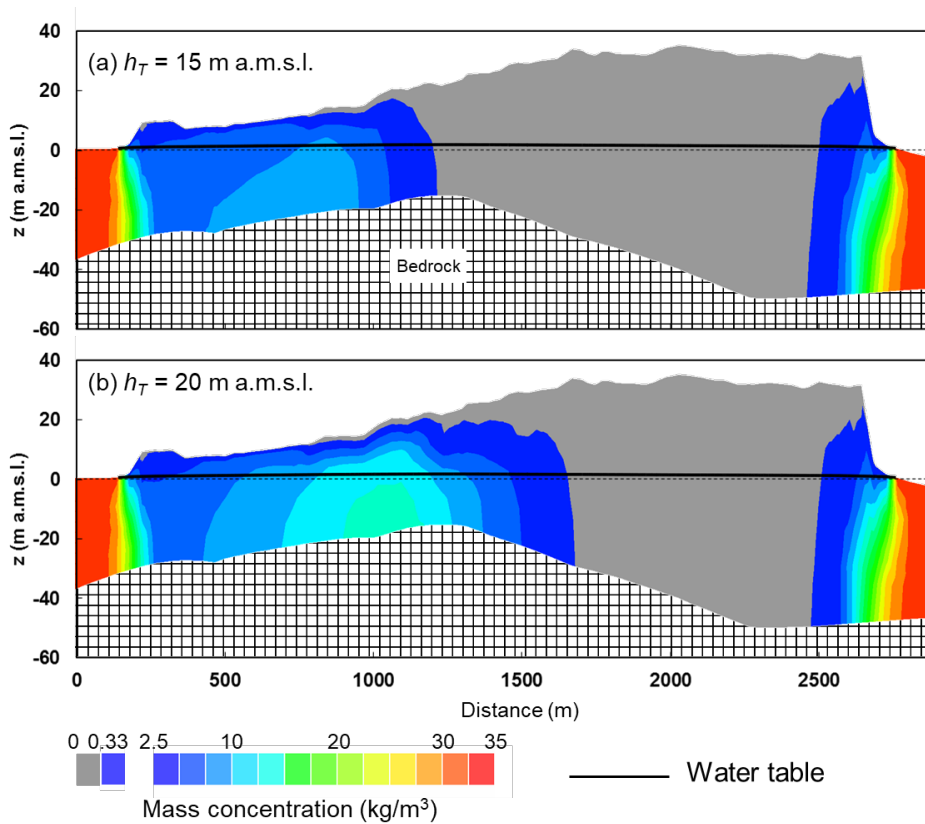 40
(a) hT = 15 m a.m.s.l.
20
0
-20
-40
-60
z (m a.m.s.l.)
Bedrock
40
(b) hT = 20 m a.m.s.l.
20
0
-20
-40
-60
z (m a.m.s.l.)
0 500 1000 1500 2000 2500
Distance (m)
0 0.33 2.5 10 20 30 35
Mass concentration (kg/m³)
Water table